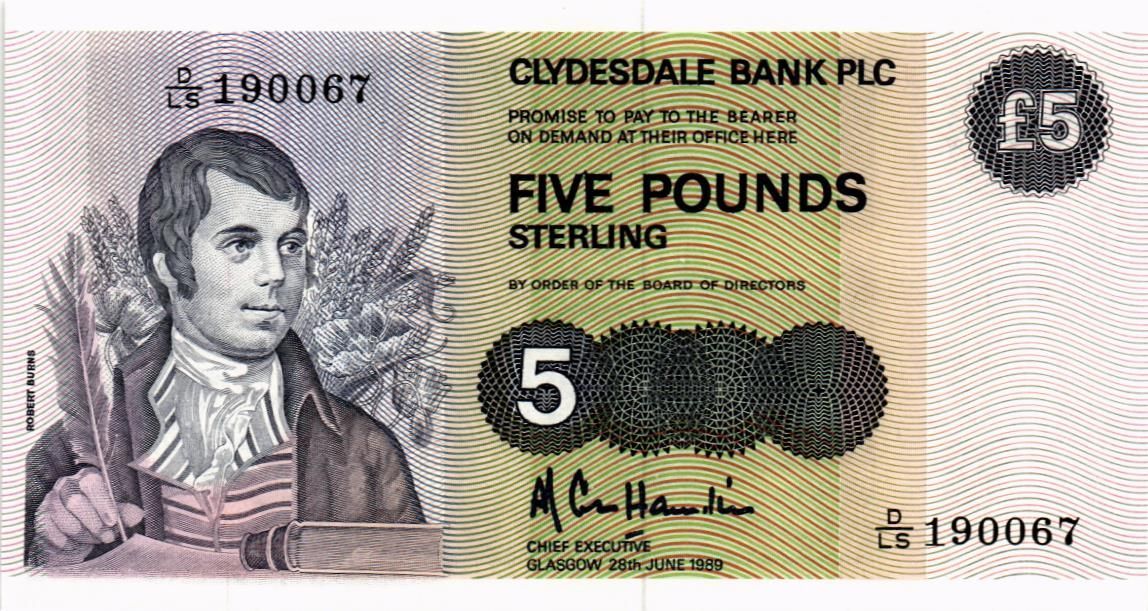 D/LS 190067
CLYDESDALE BANK PLC
PROMISE TO PAY TO THE BEARER
ON DEMAND AT THEIR OFFICE HERE
£5
FIVE POUNDS
STERLING
BY ORDER OF THE BOARD OF DIRECTORS
ROBERT BURNS
5
D/LS 190067
CHIEF EXECUTIVE
GLASGOW 28th JUNE 1989